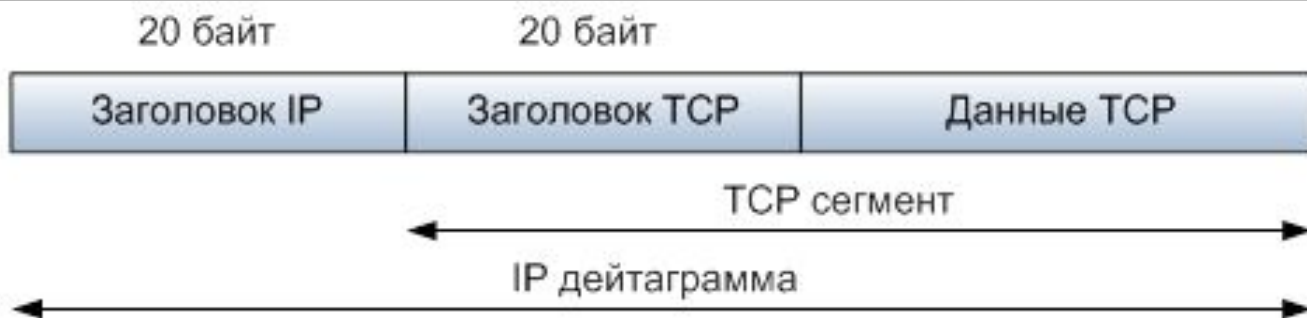 20 байт 20 байт
Заголовок IP Заголовок TCP Данные TCP
TCP сегмент
IP дейтаграмма